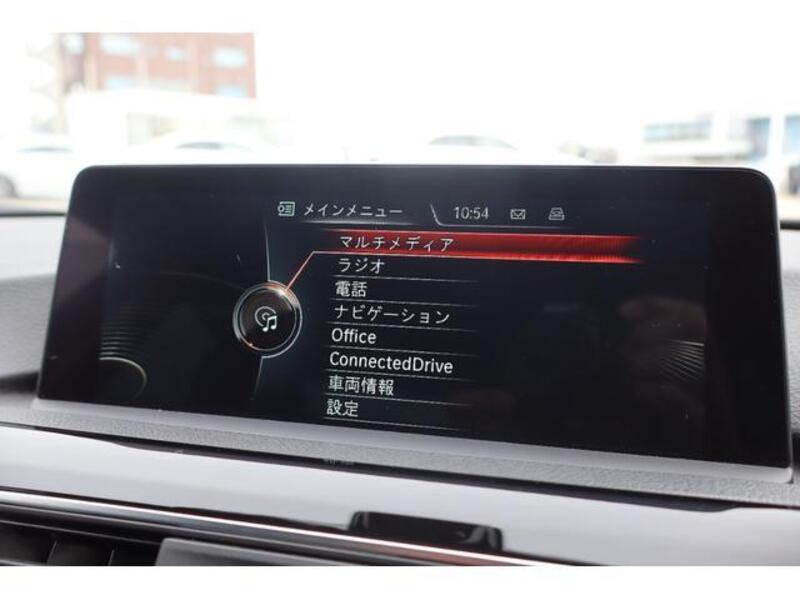 メインメニュー 10:54
マルチメディア
ラジオ
電話
ナビゲーション
Office
ConnectedDrive
車両情報
設定